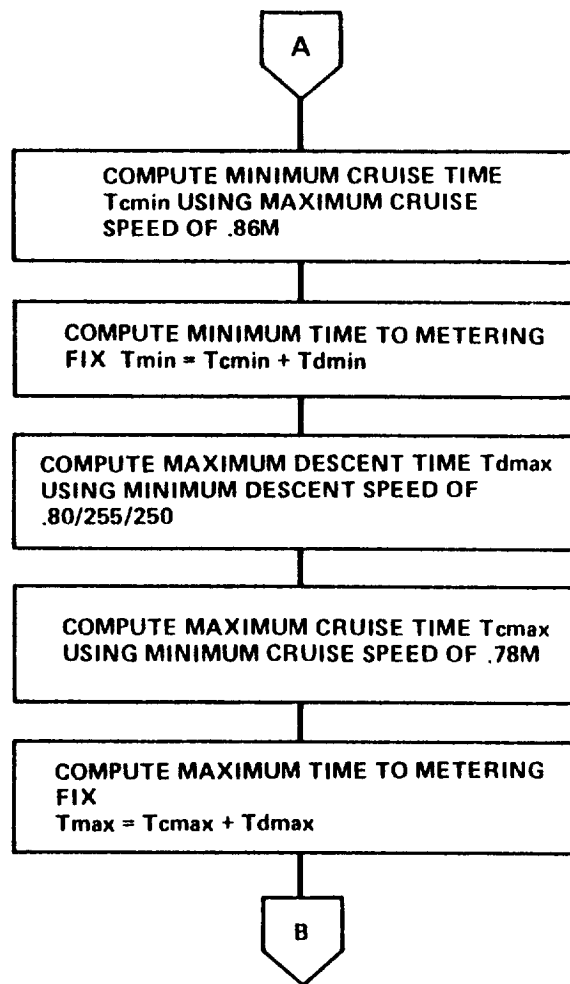 A
COMPUTE MINIMUM CRUISE TIME
Tcmin USING MAXIMUM CRUISE
SPEED OF .86M
COMPUTE MINIMUM TIME TO METERING
FIX Tmin = Tcmin + Tdmin
COMPUTE MAXIMUM DESCENT TIME Tdmax
USING MINIMUM DESCENT SPEED OF
.80/255/250
COMPUTE MAXIMUM CRUISE TIME Tcmax
USING MINIMUM CRUISE SPEED OF .78M
COMPUTE MAXIMUM TIME TO METERING
FIX
Tmax = Tcmax + Tdmax
B